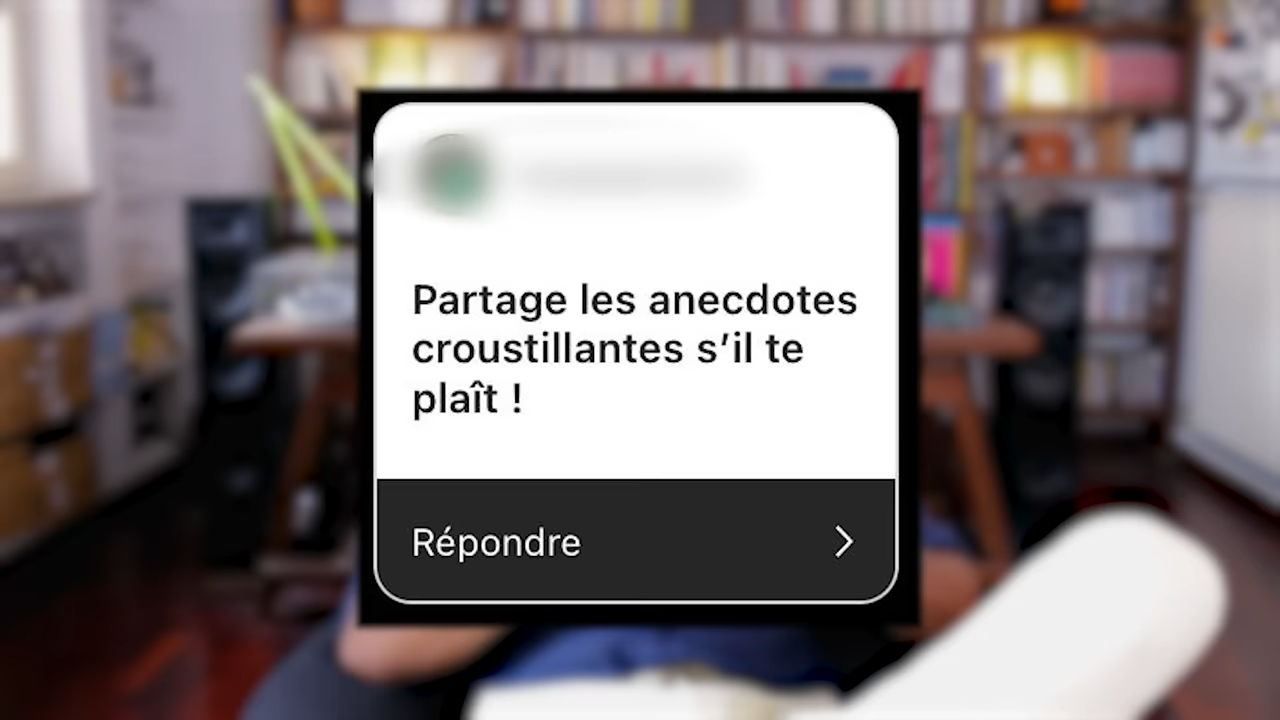 Partage les anecdotes
croustillantes s’il te
plaît !
Répondre